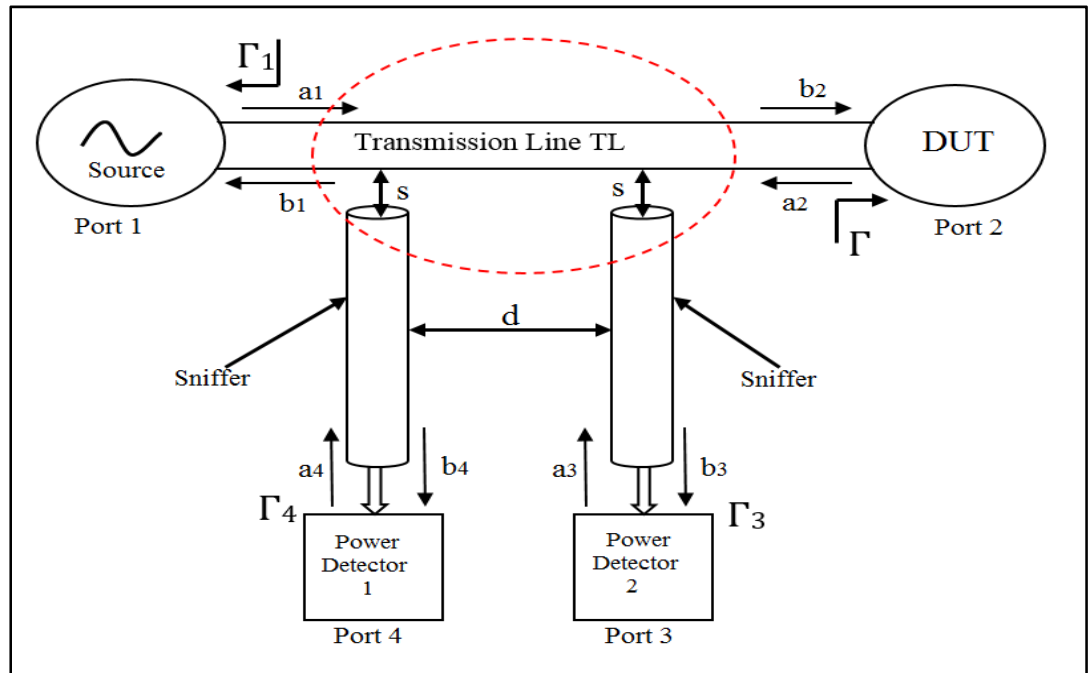 Γ1
a1
b2
Transmission Line TL
Source
DUT
b1
s
s
a2
Port 1
Γ
Port 2
d
Sniffer
Sniffer
a4
b4
a3
b3
Γ4
Γ3
Power
Detector
1
Power
Detector
2
Port 4
Port 3